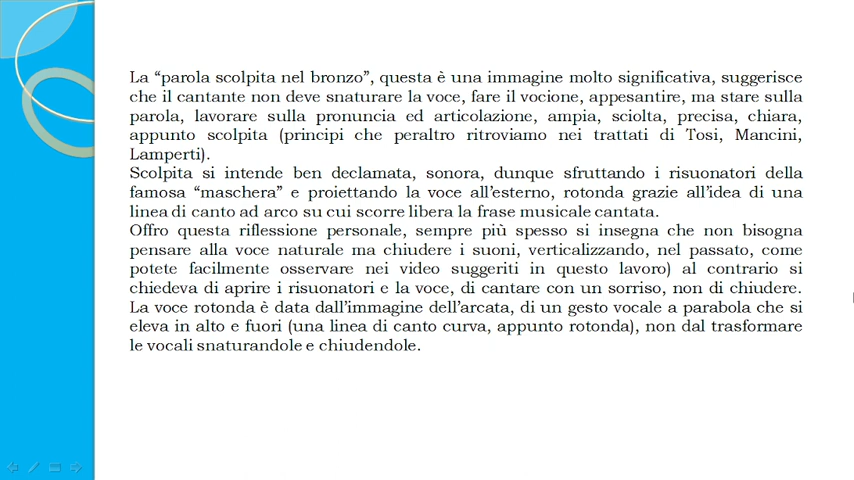 La “parola scolpita nel bronzo”, questa è una immagine molto significativa, suggerisce
che il cantante non deve snaturare la voce, fare il vocione, appesantire, ma stare sulla
parola, lavorare sulla pronuncia ed articolazione, ampia, sciolta, precisa, chiara,
appunto scolpita (principi che peraltro ritroviamo nei trattati di Tosi, Mancini,
Lamperti).
Scolpita si intende ben declamata, sonora, dunque sfruttando i risuonatori della
famosa “maschera” e proiettando la voce all’esterno, rotonda grazie all’idea di una
linea di canto ad arco su cui scorre libera la frase musicale cantata.
Offro questa riflessione personale, sempre più spesso si insegna che non bisogna
pensare alla voce naturale ma chiudere i suoni, verticalizzando, nel passato, come
potete facilmente osservare nei video suggeriti in questo lavoro) al contrario si
chiedeva di aprire i risuonatori e la voce, di cantare con un sorriso, non di chiudere.
La voce rotonda è data dall’immagine dell’arcata, di un gesto vocale a parabola che si
eleva in alto e fuori (una linea di canto curva, appunto rotonda), non dal trasformare
le vocali snaturandole e chiudendole.